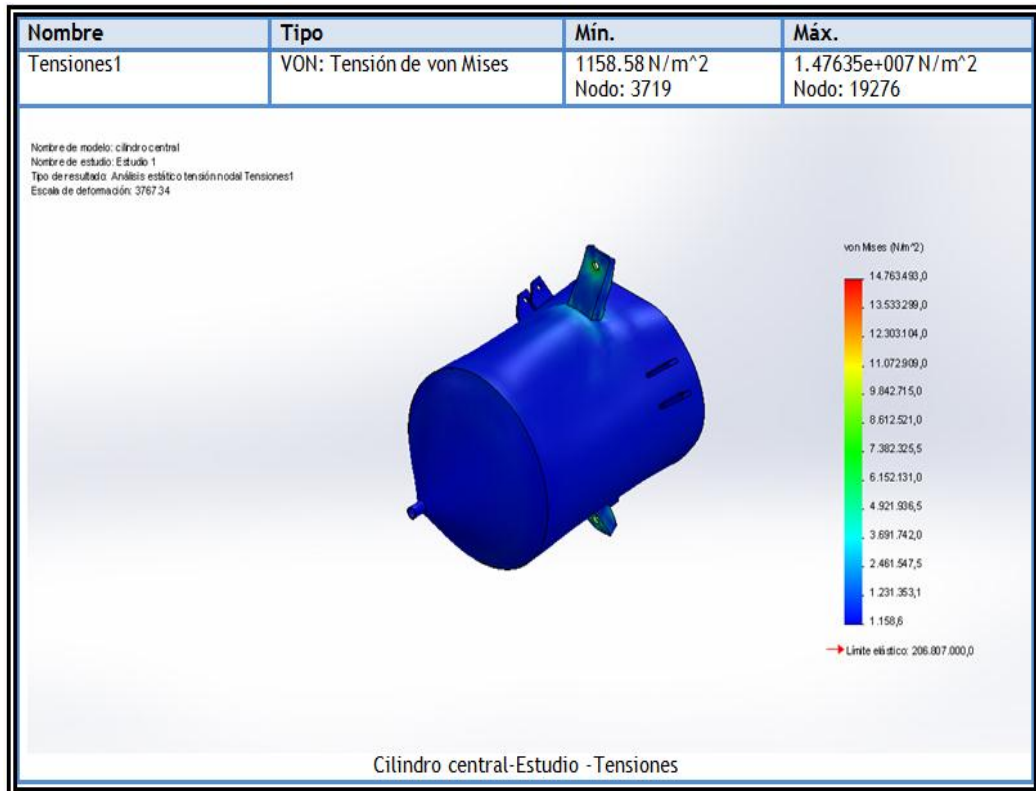 Nombre Tipo Mín. Máx.
Tensiones1 VON: Tensión de von Mises 1158.58 N/m^2 1.47635e+007 N/m^2
Nodo: 3719 Nodo: 19276
Nombre de modelo: cilindro central
Nombre de estudio: Estudio 1
Tipo de resultado: Análisis estático tensión nodal Tensiones1
Escala de deformación: 3767.34
von Mises (N/m^2)
14.763.493,0
13.533.299,0
12.303.104,0
11.072.909,0
9.842.715,0
8.612.521,0
7.382.325,5
6.152.131,0
4.921.936,5
3.691.742,0
2.461.547,5
1.231.353,1
1.158,6
Límite elástico: 206.807.000,0
Cilindro central-Estudio -Tensiones